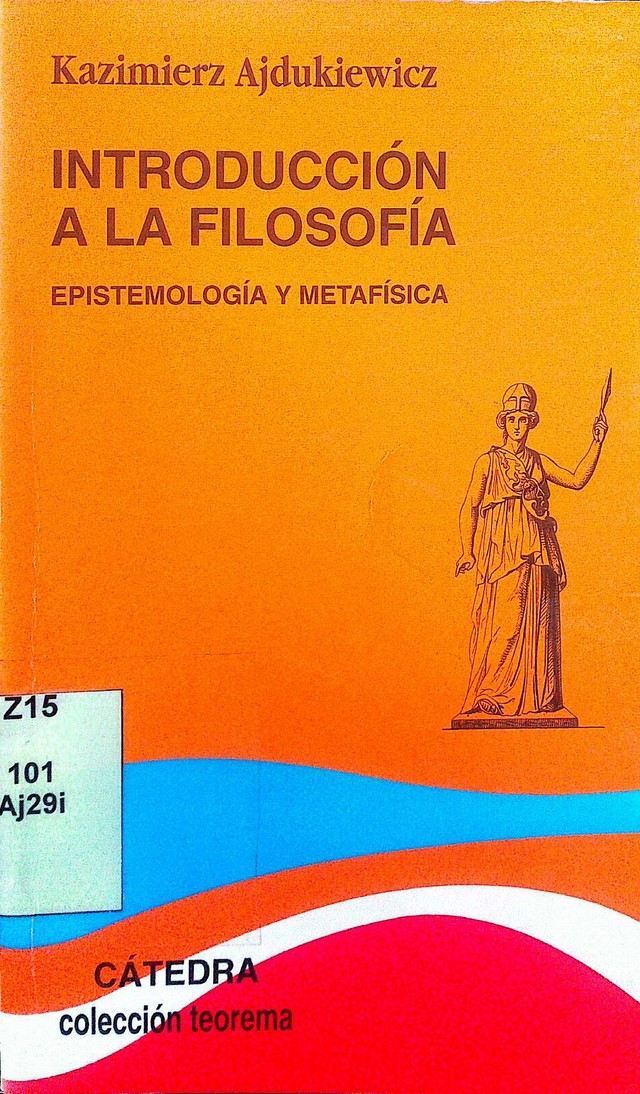 Kazimierz Ajdukiewicz
INTRODUCCIÓN
A LA FILOSOFÍA
EPISTEMOLOGÍA Y METAFÍSICA
Z15
101
Aj29i
CÁTEDRA
colección teorema